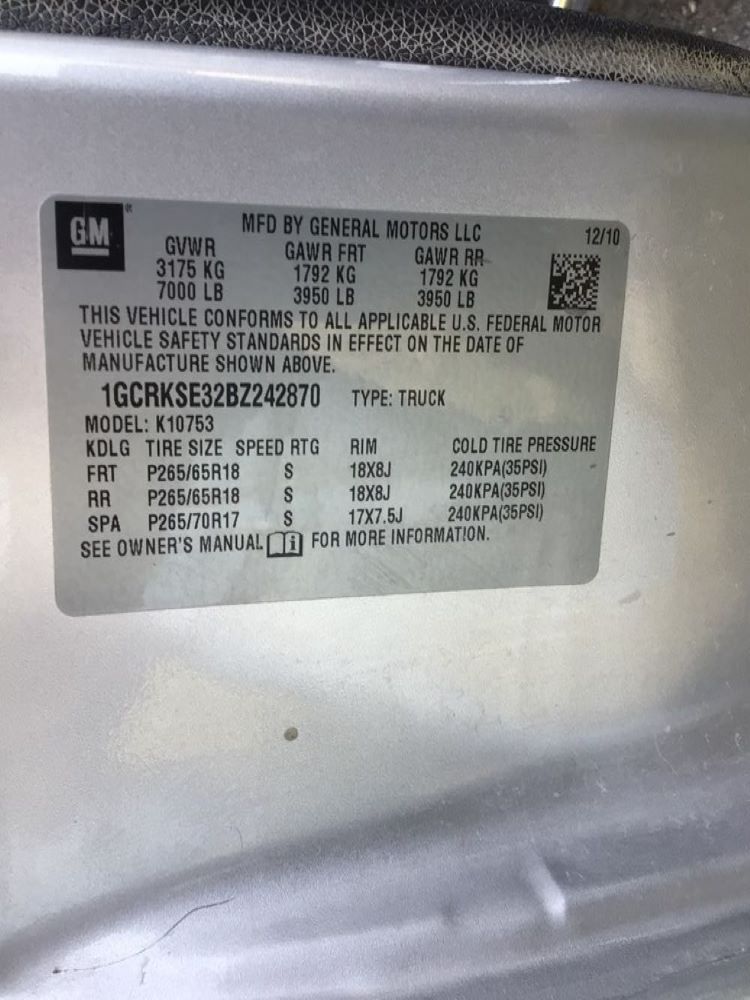 GM ®
MFD BY GENERAL MOTORS LLC 12/10
GVWR GAWR FRT GAWR RR
3175 KG 1792 KG 1792 KG
7000 LB 3950 LB 3950 LB
THIS VEHICLE CONFORMS TO ALL APPLICABLE U.S. FEDERAL MOTOR
VEHICLE SAFETY STANDARDS IN EFFECT ON THE DATE OF
MANUFACTURE SHOWN ABOVE.
1GCRKSE32BZ242870 TYPE: TRUCK
MODEL: K10753
KDLG TIRE SIZE SPEED RTG RIM COLD TIRE PRESSURE
FRT P265/65R18 S 18X8J 240KPA(35PSI)
RR P265/65R18 S 18X8J 240KPA(35PSI)
SPA P265/70R17 S 17X7.5J 240KPA(35PSI)
SEE OWNER'S MANUAL i FOR MORE INFORMATION.